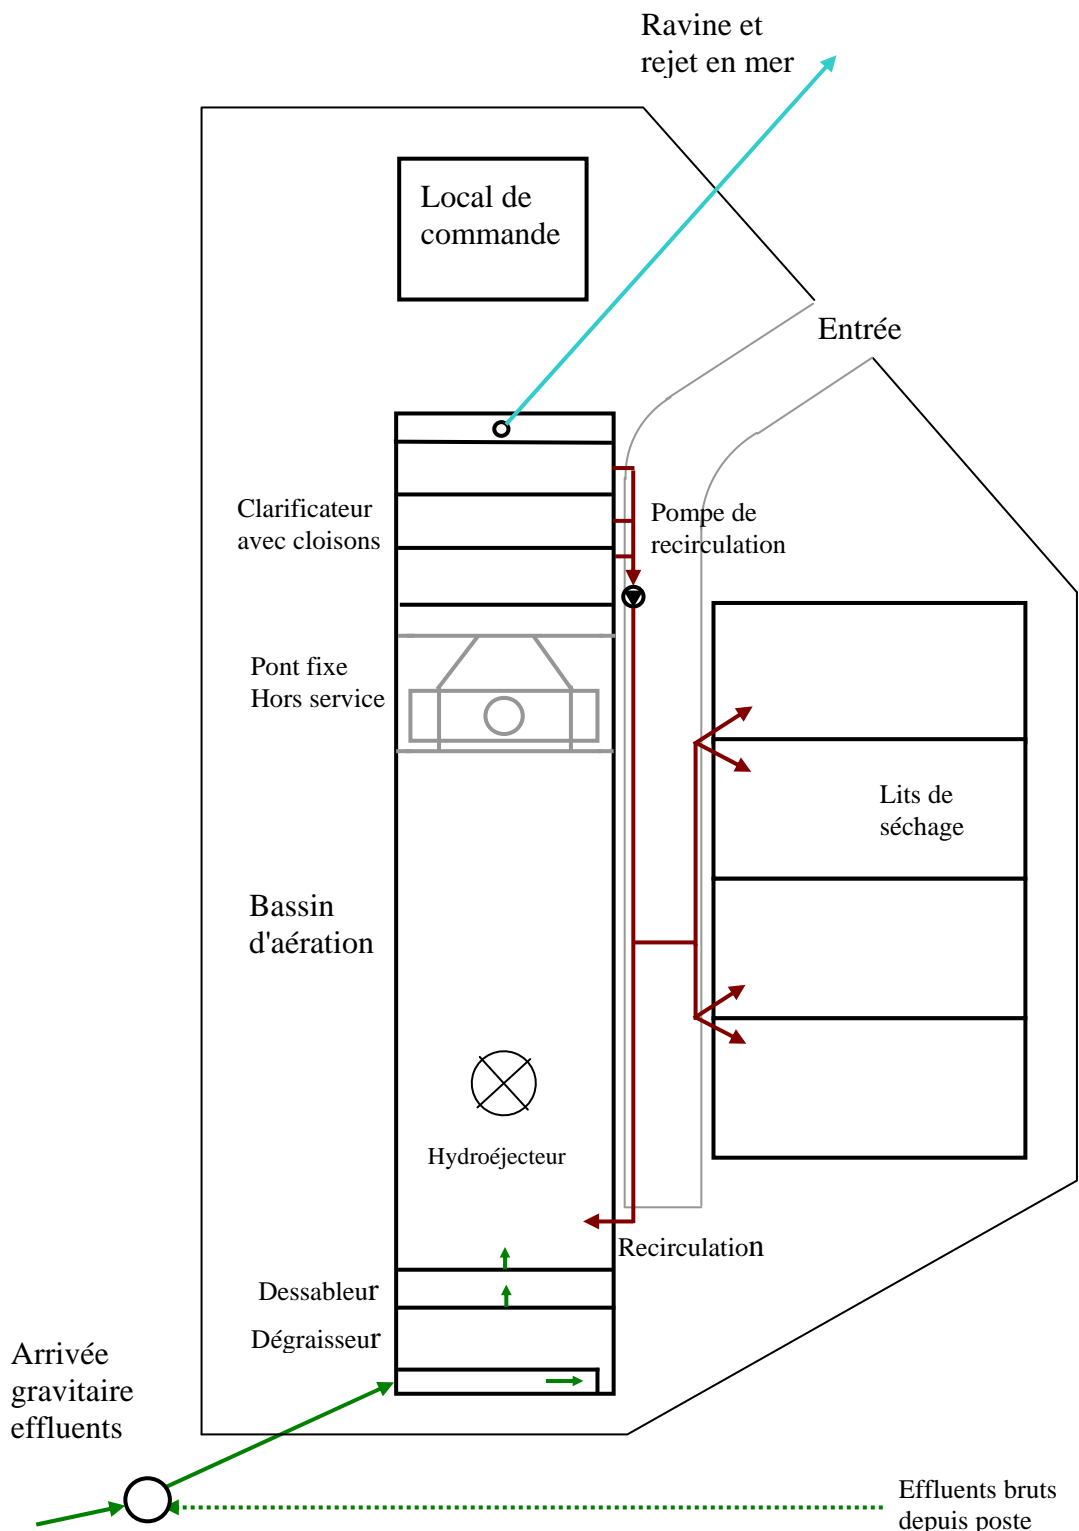 Ravine et
rejet en mer
Local de
commande
Entrée
Clarificateur
avec cloisons
Pompe de
recirculation
Pont fixe
Hors service
Lits de
séchage
Bassin
d'aération
Hydroéjecteur
Recirculation
Dessableur
Dégraisseur
Arrivée
gravitaire
effluents
Effluents bruts
depuis poste